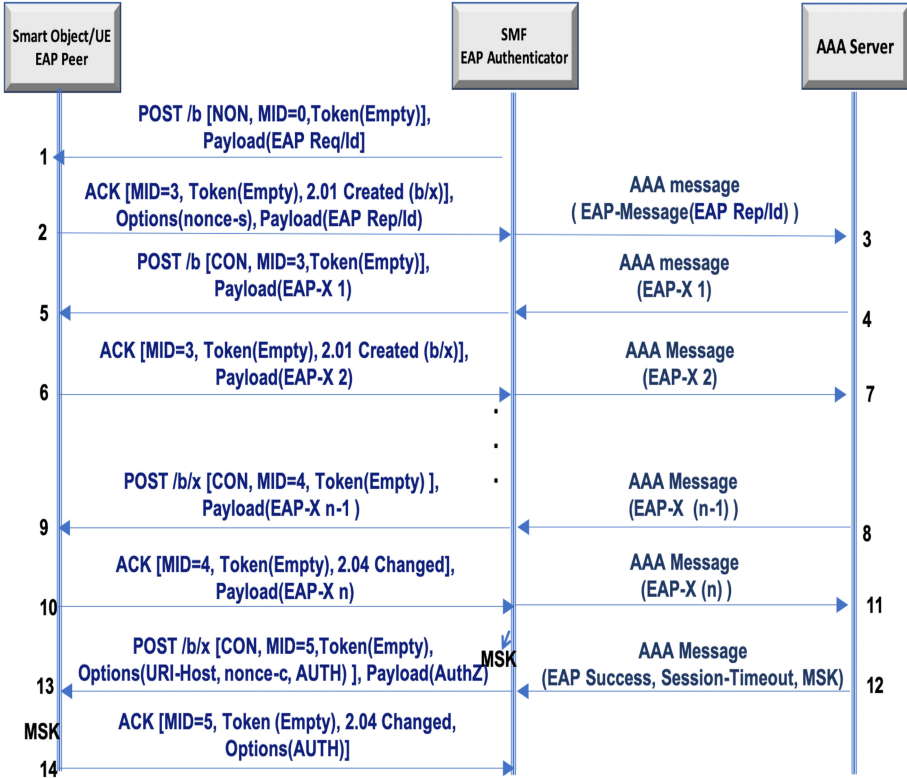 Smart Object/UE
EAP Peer
SMF
EAP Authenticator
AAA Server
POST /b [NON, MID=0,Token(Empty)],
Payload(EAP Req/Id]
1
ACK [MID=3, Token(Empty), 2.01 Created (b/x)],
Options(nonce-s), Payload(EAP Rep/Id)
2
AAA message
( EAP-Message(EAP Rep/Id) )
3
POST /b [CON, MID=3,Token(Empty)],
Payload(EAP-X 1)
5
AAA message
(EAP-X 1)
4
ACK [MID=3, Token(Empty), 2.01 Created (b/x)],
Payload(EAP-X 2)
6
AAA Message
(EAP-X 2)
7
.
.
.
POST /b/x [CON, MID=4, Token(Empty) ],
Payload(EAP-X n-1 )
9
AAA Message
(EAP-X (n-1) )
8
ACK [MID=4, Token(Empty), 2.04 Changed],
Payload(EAP-X n)
10
AAA Message
(EAP-X (n) )
11
POST /b/x [CON, MID=5,Token(Empty),
Options(URI-Host, nonce-c, AUTH) ], Payload(AuthZ)
13
MSK
AAA Message
(EAP Success, Session-Timeout, MSK)
12
MSK
ACK [MID=5, Token (Empty), 2.04 Changed,
Options(AUTH)]
14